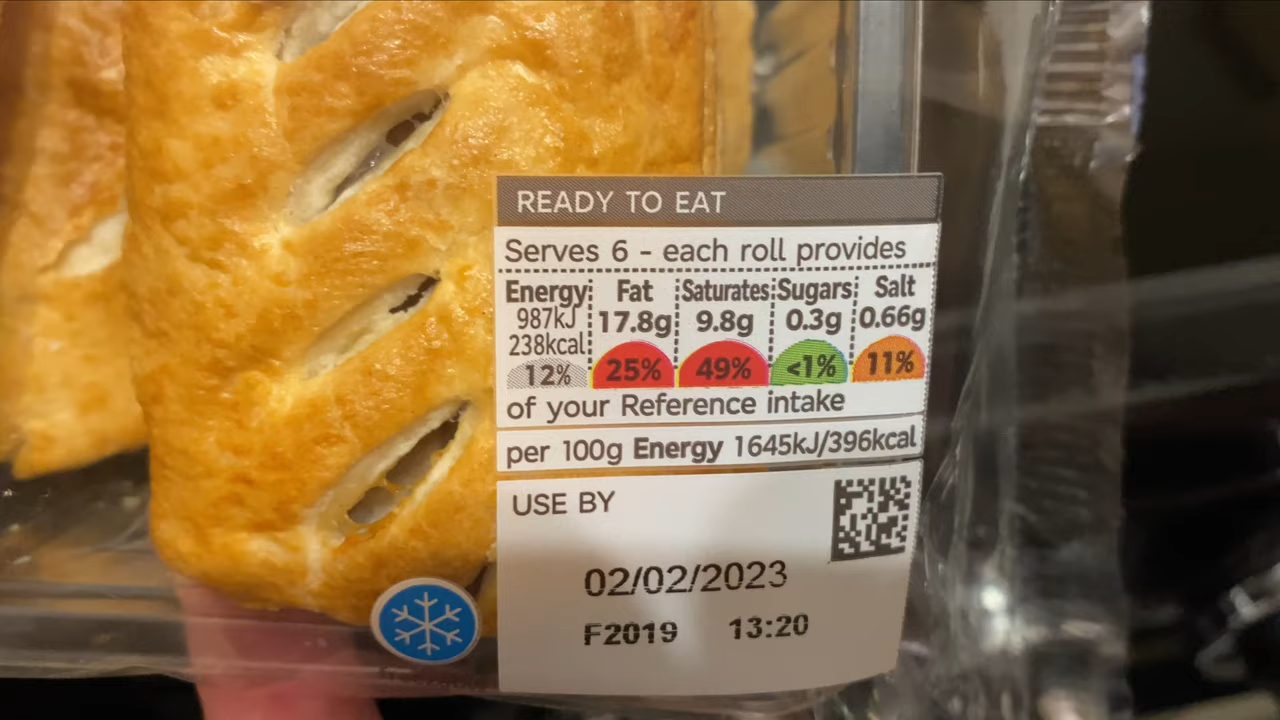 READY TO EAT
Serves 6 - each roll provides
Energy Fat Saturates Sugars Salt
987kJ 17.8g 9.8g 0.3g 0.66g
238kcal
12% 25% 49% <1% 11%
of your Reference intake
per 100g Energy 1645kJ/396kcal
USE BY
02/02/2023
F2019 13:20